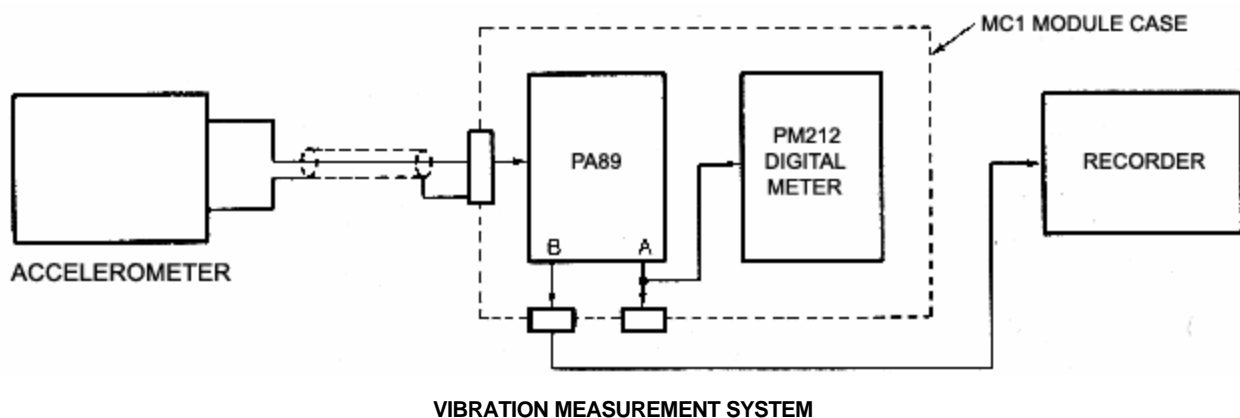 MC1 MODULE CASE
PA89
PM212
DIGITAL
METER
RECORDER
B
A
ACCELEROMETER
VIBRATION MEASUREMENT SYSTEM